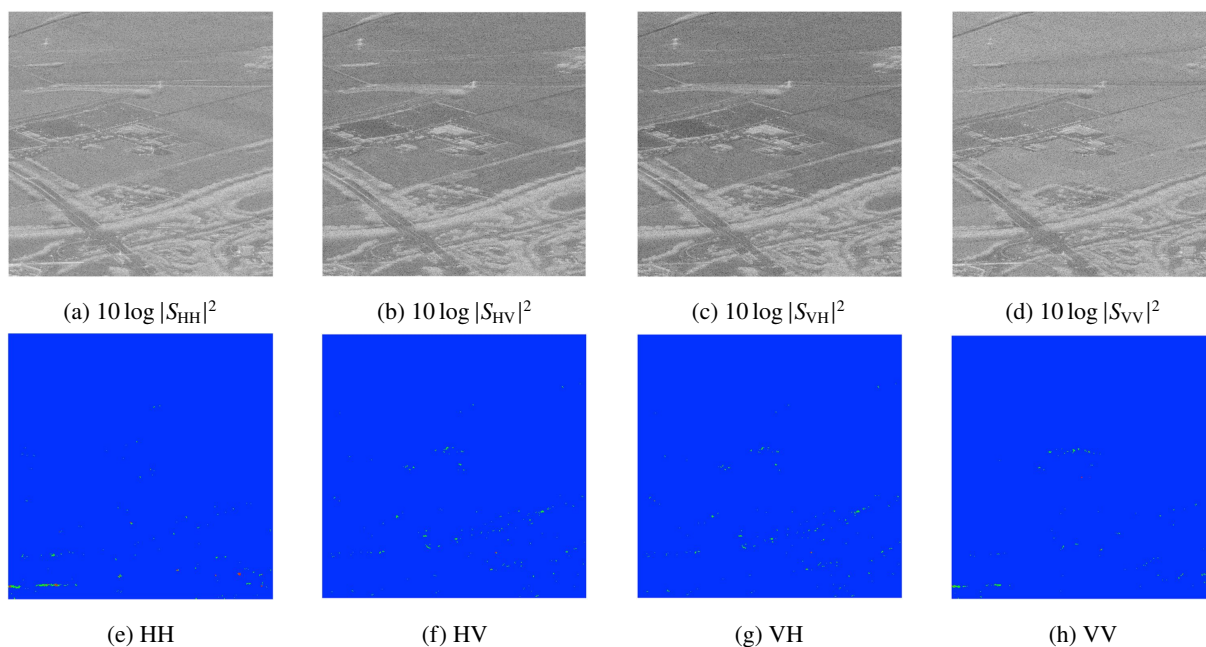 (a) 10 log |S_HH|² (b) 10 log |S_HV|² (c) 10 log |S_VH|² (d) 10 log |S_VV|²
(e) HH (f) HV (g) VH (h) VV